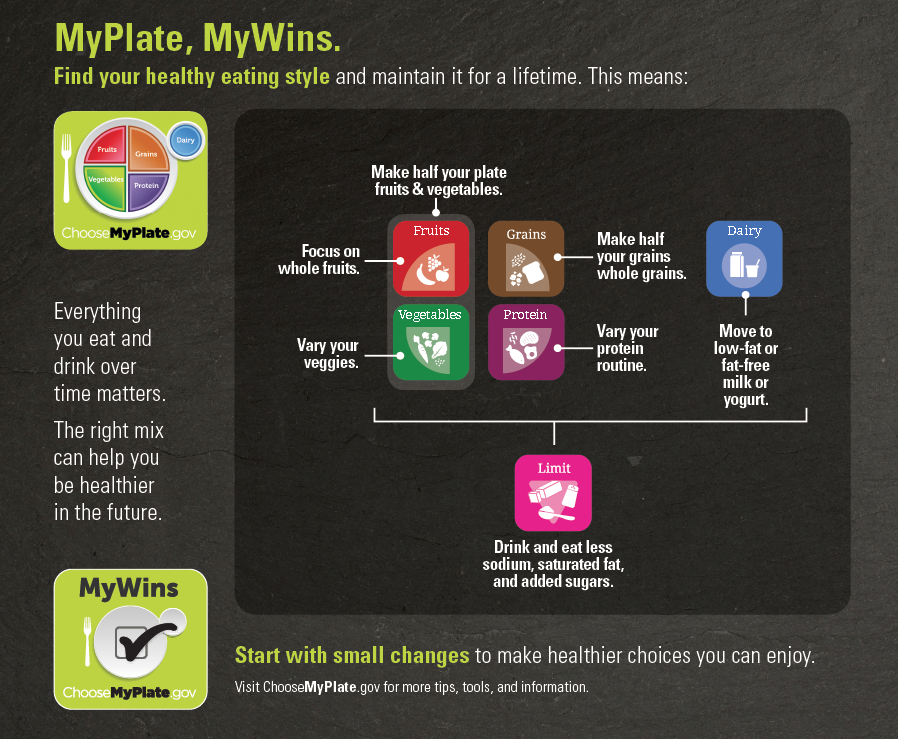 MyPlate, MyWins.
Find your healthy eating style and maintain it for a lifetime. This means:
Fruits
Grains
Dairy
Vegetables
Protein
ChooseMyPlate.gov
Everything
you eat and
drink over
time matters.
The right mix
can help you
be healthier
in the future.
MyWins
ChooseMyPlate.gov
Make half your plate
fruits & vegetables.
Fruits
Focus on
whole fruits.
Vegetables
Vary your
veggies.
Grains
Make half
your grains
whole grains.
Protein
Vary your
protein
routine.
Dairy
Move to
low-fat or
fat-free
milk or
yogurt.
Limit
Drink and eat less
sodium, saturated fat,
and added sugars.
Start with small changes to make healthier choices you can enjoy.
Visit ChooseMyPlate.gov for more tips, tools, and information.